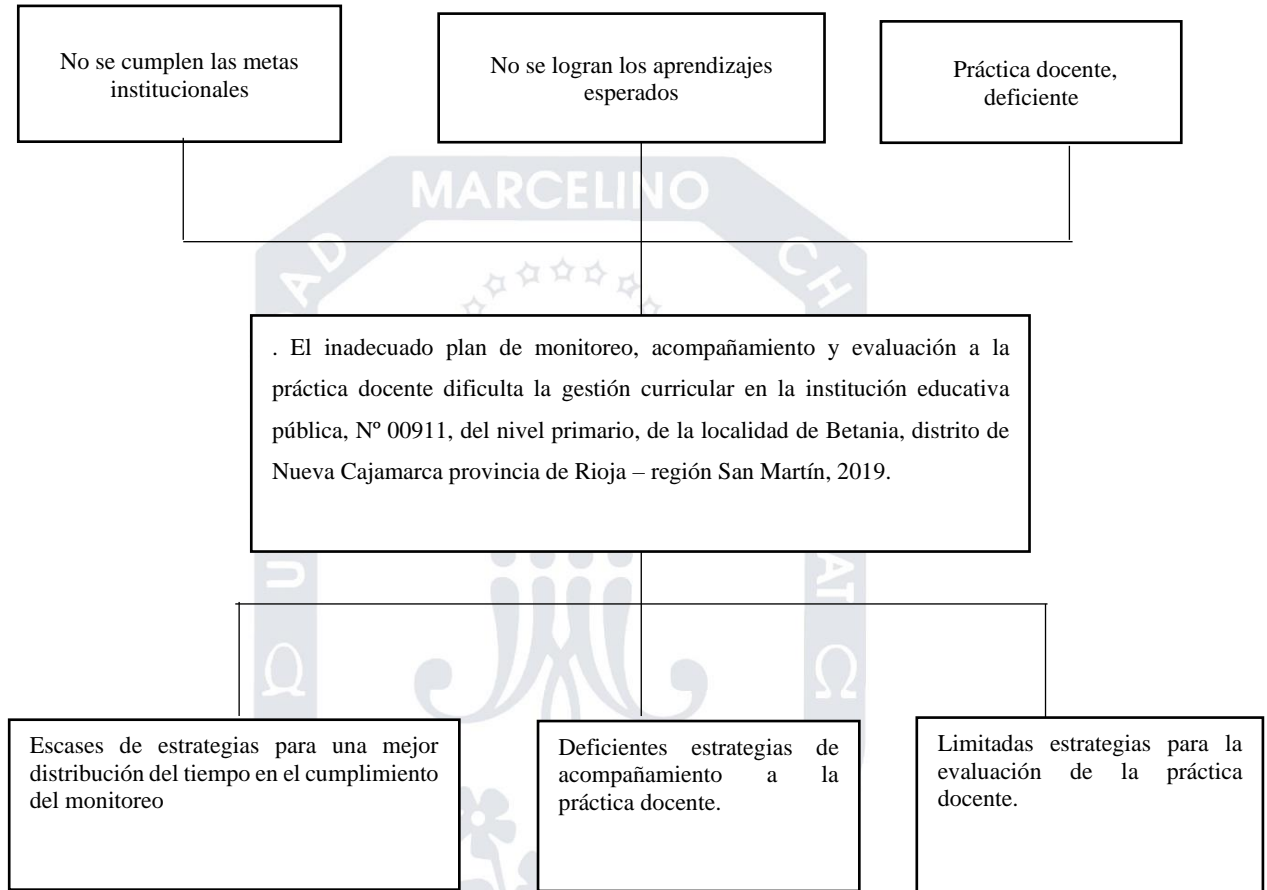 No se cumplen las metas
institucionales
No se logran los aprendizajes
esperados
Práctica docente,
deficiente
MARCELINO
AD
CH
. El inadecuado plan de monitoreo, acompañamiento y evaluación a la
práctica docente dificulta la gestión curricular en la institución educativa
pública, Nº 00911, del nivel primario, de la localidad de Betania, distrito de
Nueva Cajamarca provincia de Rioja – región San Martín, 2019.
U
AT
Ω
Ω
Escases de estrategias para una mejor
distribución del tiempo en el cumplimiento
del monitoreo
Deficientes estrategias de
acompañamiento a la
práctica docente.
Limitadas estrategias para la
evaluación de la práctica
docente.